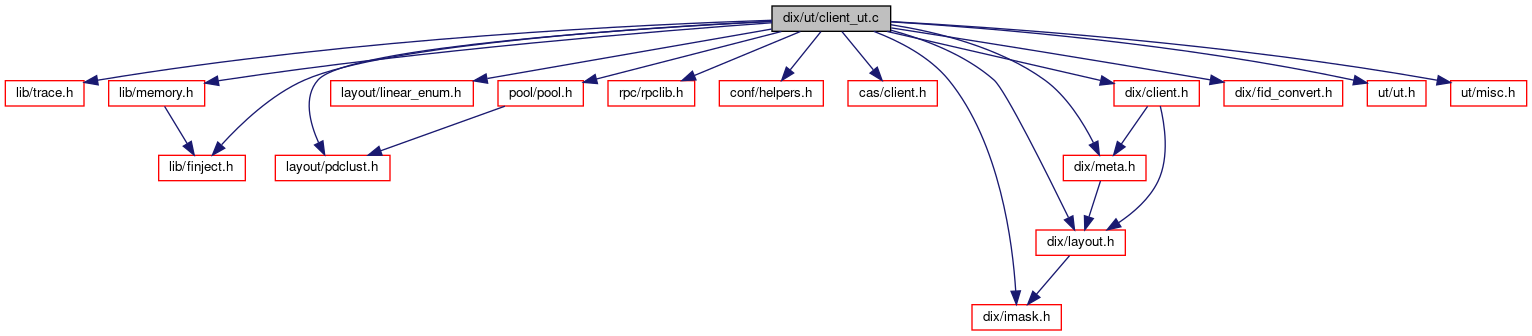 dix/ut/client_ut.c
lib/trace.h
lib/memory.h
layout/linear_enum.h
pool/pool.h
rpc/rpclib.h
conf/helpers.h
cas/client.h
dix/client.h
dix/fid_convert.h
ut/ut.h
ut/misc.h
lib/finject.h
layout/pdclust.h
dix/meta.h
dix/layout.h
dix/imask.h